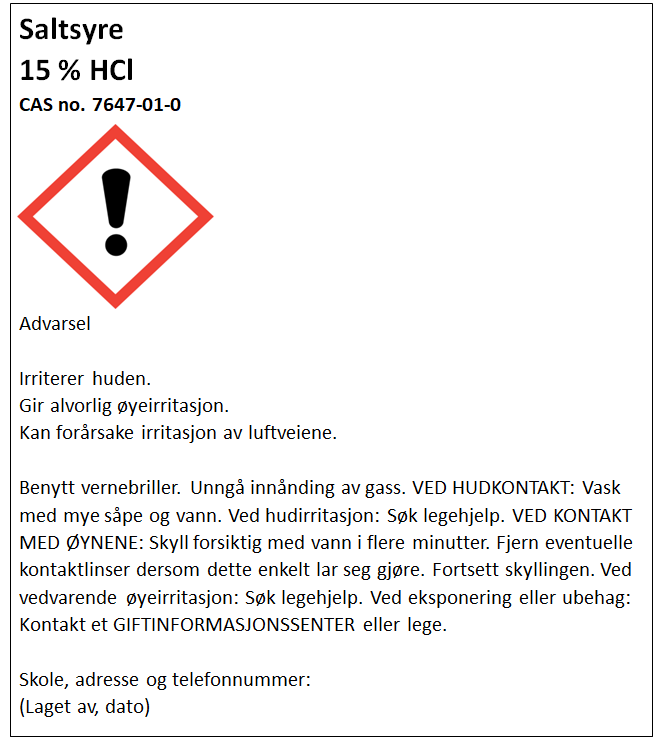 Saltsyre
15 % HCl
CAS no. 7647-01-0
Advarsel
Irriterer huden.
Gir alvorlig øyeirritasjon.
Kan forårsake irritasjon av luftveiene.
Benytt vernebriller. Unngå innånding av gass. VED HUDKONTAKT: Vask
med mye såpe og vann. Ved hudirritasjon: Søk legehjelp. VED KONTAKT
MED ØYNENE: Skyll forsiktig med vann i flere minutter. Fjern eventuelle
kontaktlinser dersom dette enkelt lar seg gjøre. Fortsett skyllingen. Ved
vedvarende øyeirritasjon: Søk legehjelp. Ved eksponering eller ubehag:
Kontakt et GIFTINFORMASJONSSENTER eller lege.
Skole, adresse og telefonnummer:
(Laget av, dato)